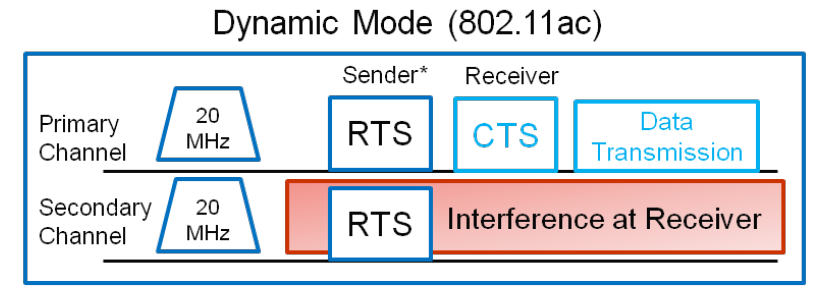 Dynamic Mode (802.11ac)
Sender*
Receiver
Primary
Channel
20
MHz
RTS
CTS
Data
Transmission
Secondary
Channel
20
MHz
RTS
Interference at Receiver